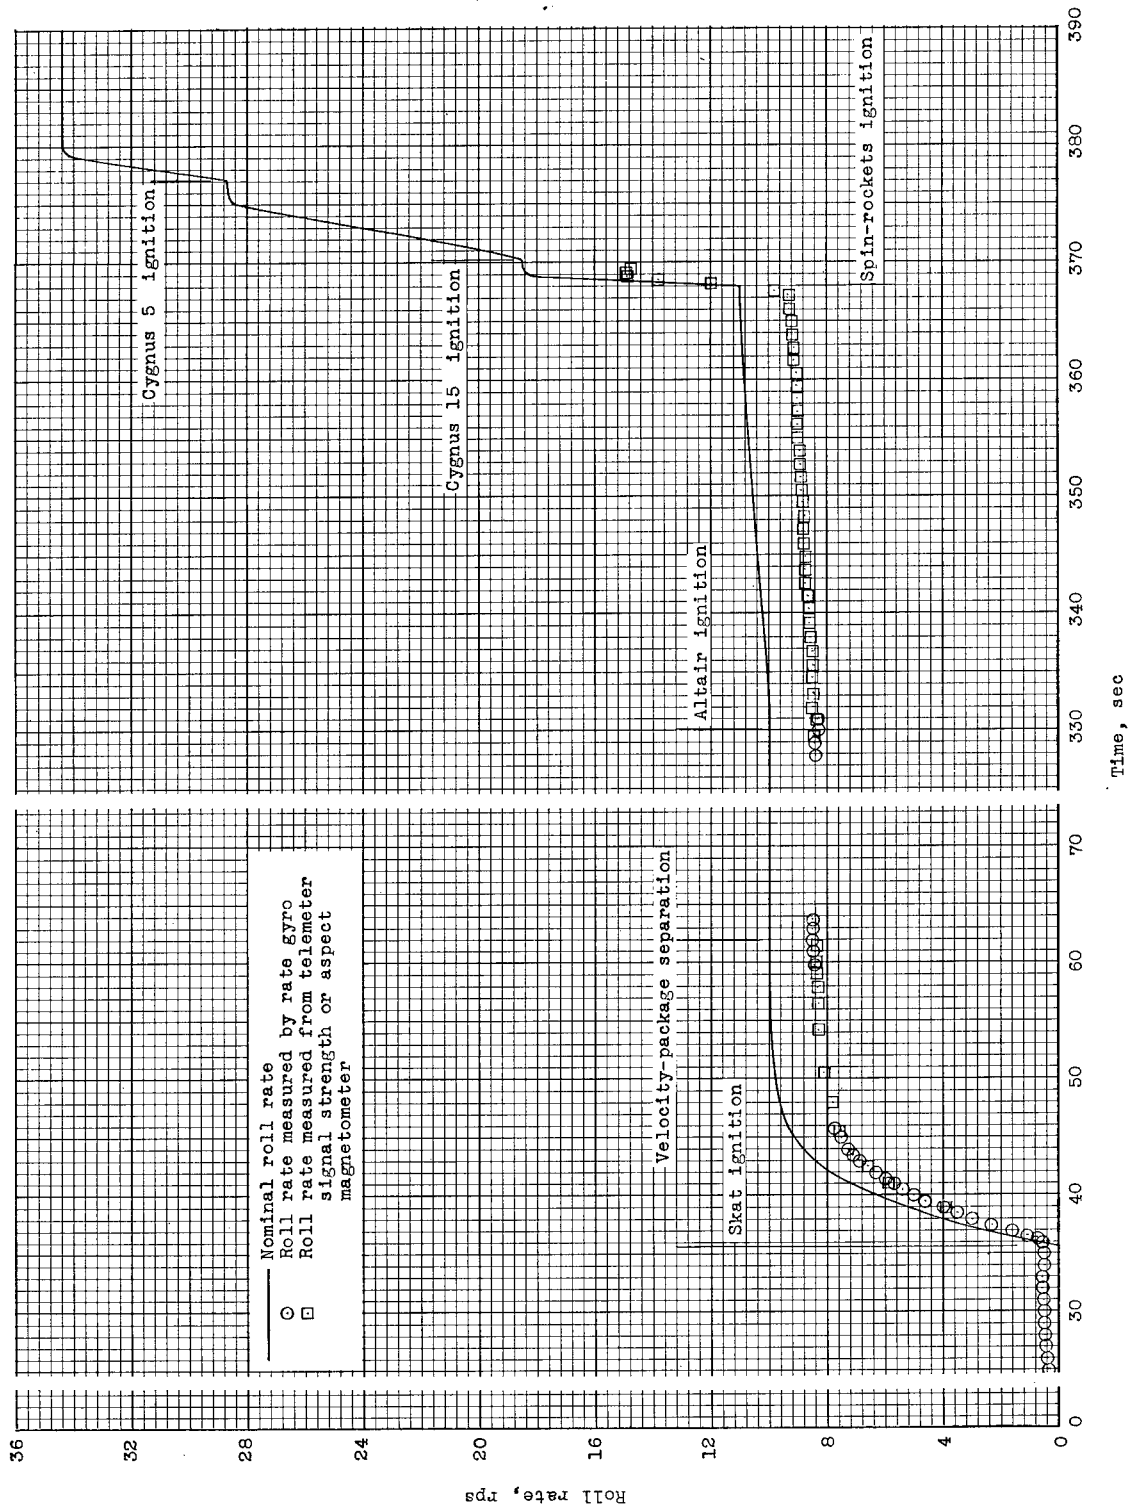 36
32
28
24
20
16
12
8
4
0
Roll rate, rps
Nominal roll rate
Roll rate measured by rate gyro
Roll rate measured from telemeter
signal strength or aspect
magnetometer
Cygnus 5 ignition
Cygnus 15 ignition
Velocity-package separation
Skat ignition
Altair ignition
Spin-rockets ignition
0
30
40
50
60
70
330
340
350
360
370
380
390
Time, sec